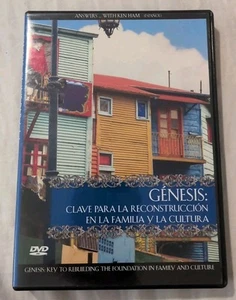 ANSWERS... WITH KEN HAM
GÉNESIS:
CLAVE PARA LA RECONSTRUCCIÓN
EN LA FAMILIA Y LA CULTURA
DVD
GENESIS: KEY TO REBUILDING THE FOUNDATION IN FAMILY AND CULTURE